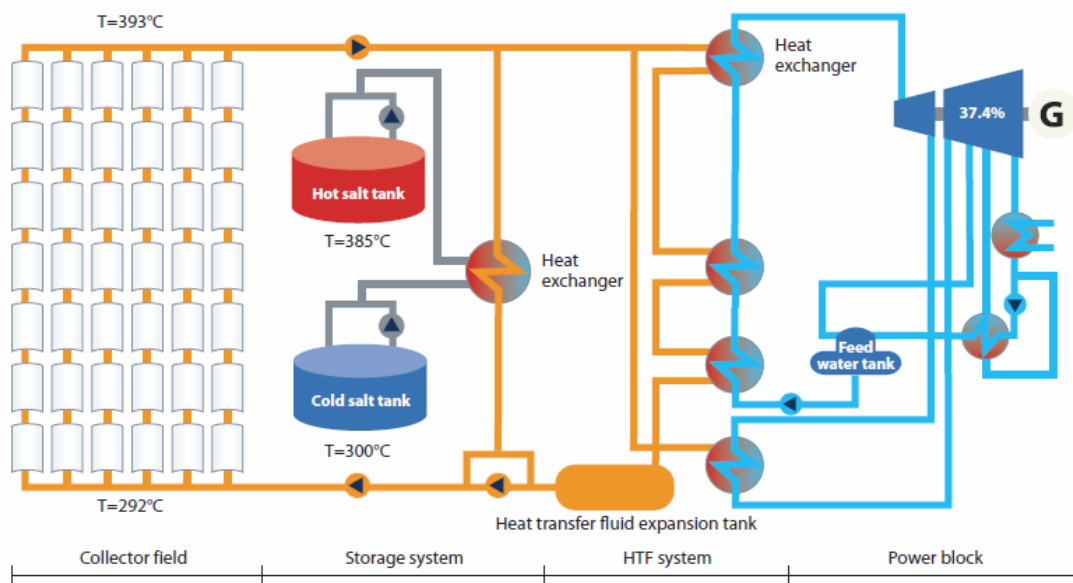 T=393°C
Heat
exchanger
37.4%
G
Hot salt tank
T=385°C
Heat
exchanger
Feed
water tank
Cold salt tank
T=300°C
T=292°C
Heat transfer fluid expansion tank
Collector field
Storage system
HTF system
Power block